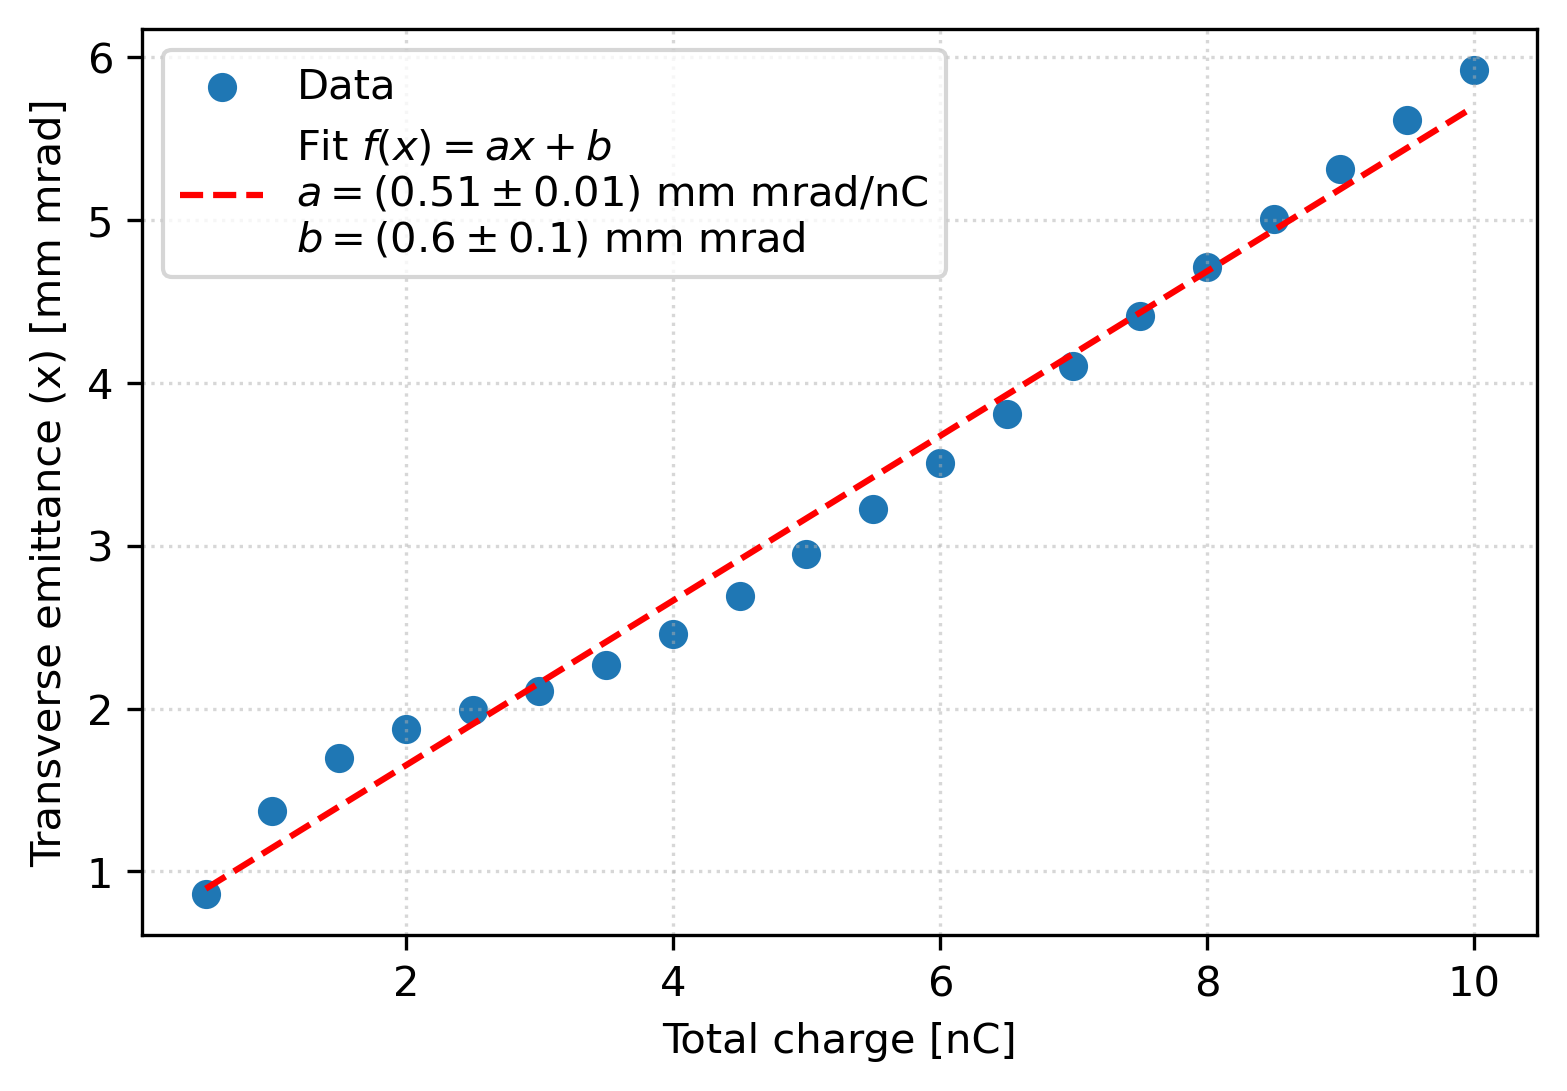 6
5
4
3
2
1
Transverse emittance (x) [mm mrad]
Data
Fit f(x) = ax + b
a = (0.51 ± 0.01) mm mrad/nC
b = (0.6 ± 0.1) mm mrad
2 4 6 8 10
Total charge [nC]